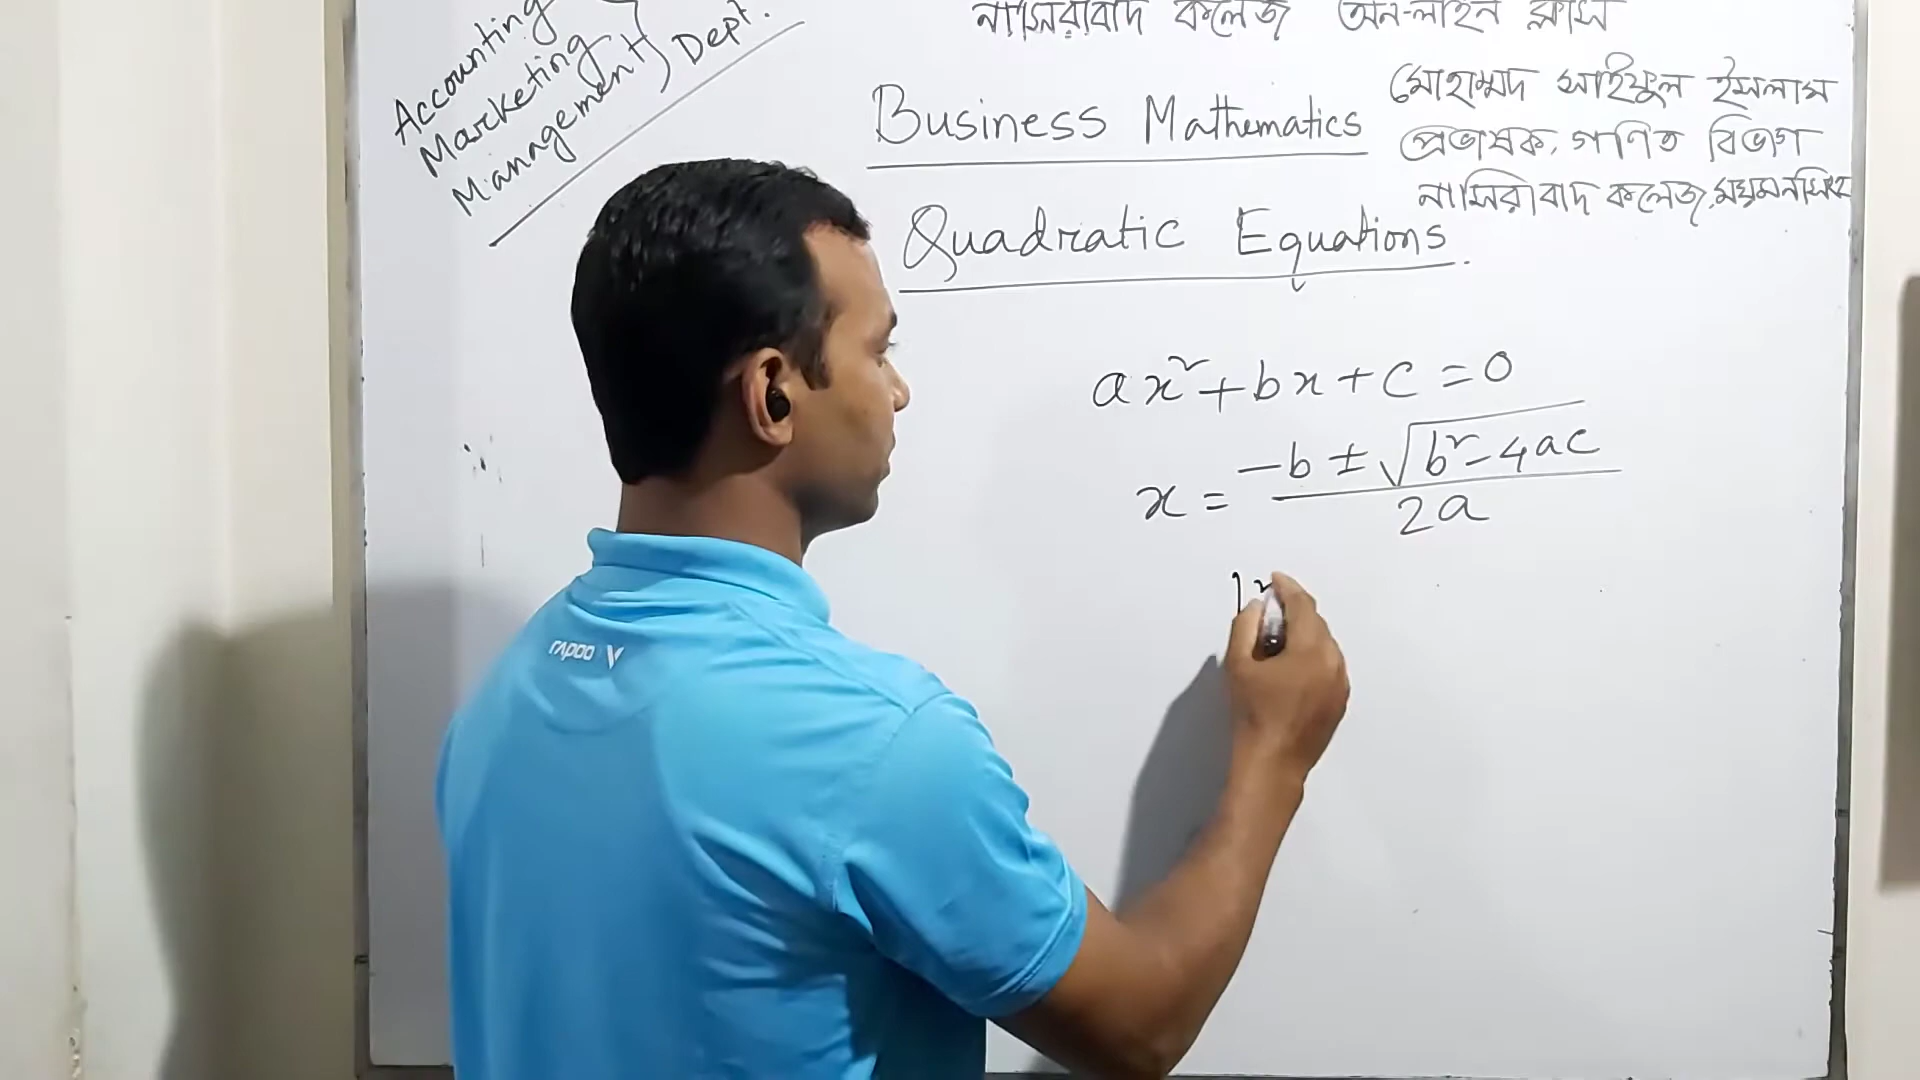 Accounting
Marketing
Management } Dept.
নাসিরাবাদ কলেজ অন-লাইন ক্লাস
Business Mathematics
মোহাম্মদ সাইফুল ইসলাম
প্রভাষক, গণিত বিভাগ
নাসিরাবাদ কলেজ, ময়মনসিংহ
Quadratic Equations.
ax²+bx+c=0
x = (-b ± √(b²-4ac)) / 2a
rapoo V